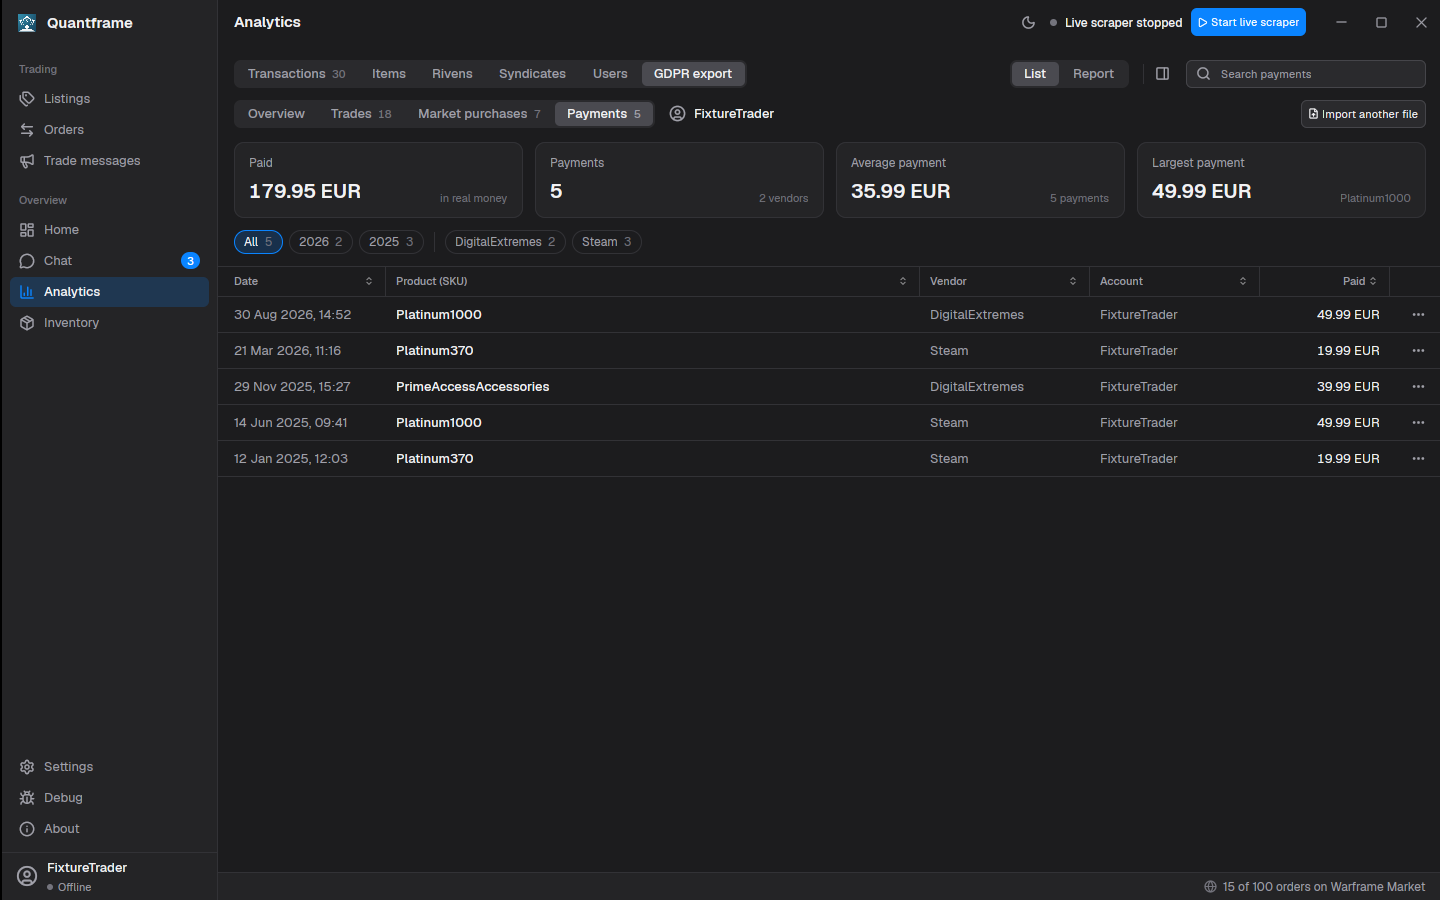 Quantframe
Analytics
Live scraper stopped
Start live scraper
Trading
Listings
Orders
Trade messages
Overview
Home
Chat 3
Analytics
Inventory
Settings
Debug
About
FixtureTrader
Offline
Transactions 30 Items Rivens Syndicates Users GDPR export
List Report
Search payments
Overview Trades 18 Market purchases 7 Payments 5 FixtureTrader
Import another file
Paid
179.95 EUR in real money
Payments
5 2 vendors
Average payment
35.99 EUR 5 payments
Largest payment
49.99 EUR Platinum1000
All 5 2026 2 2025 3 DigitalExtremes 2 Steam 3
Date Product (SKU) Vendor Account Paid
30 Aug 2026, 14:52 Platinum1000 DigitalExtremes FixtureTrader 49.99 EUR
21 Mar 2026, 11:16 Platinum370 Steam FixtureTrader 19.99 EUR
29 Nov 2025, 15:27 PrimeAccessAccessories DigitalExtremes FixtureTrader 39.99 EUR
14 Jun 2025, 09:41 Platinum1000 Steam FixtureTrader 49.99 EUR
12 Jan 2025, 12:03 Platinum370 Steam FixtureTrader 19.99 EUR
15 of 100 orders on Warframe Market